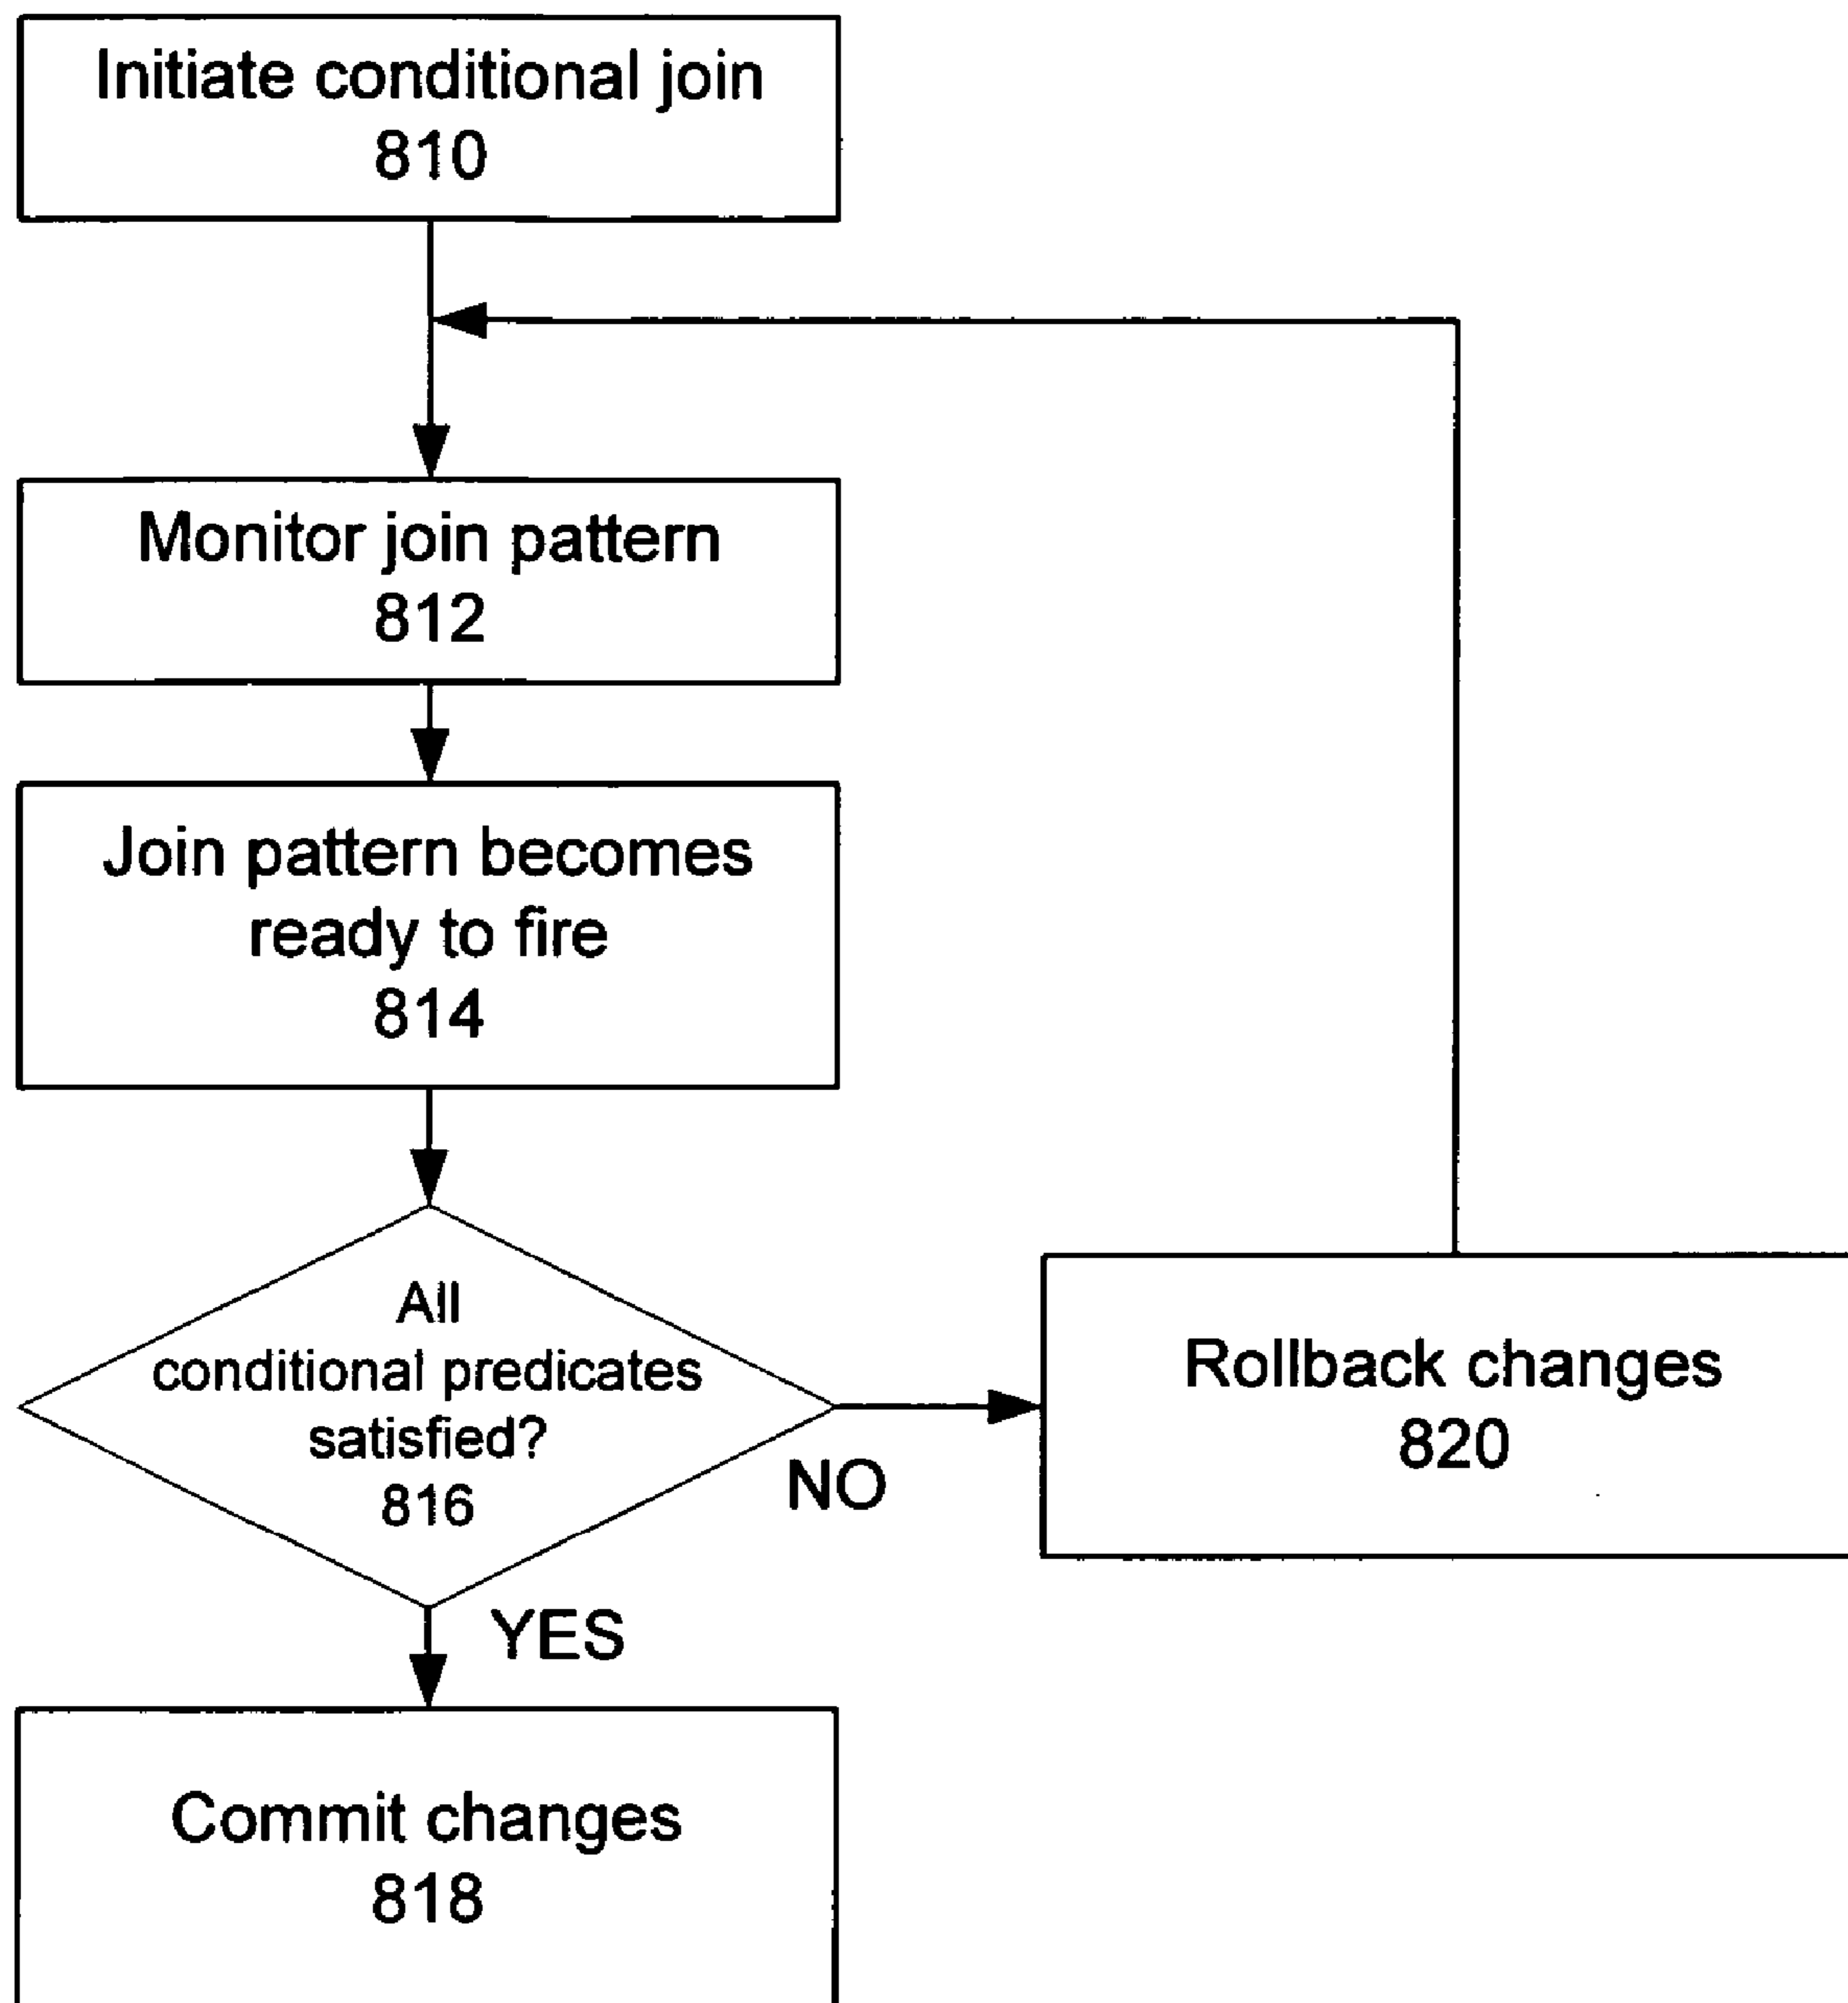 Initiate conditional join
810
Monitor join pattern
812
Join pattern becomes
ready to fire
814
All
conditional predicates
satisfied?
816
NO
Rollback changes
820
YES
Commit changes
818